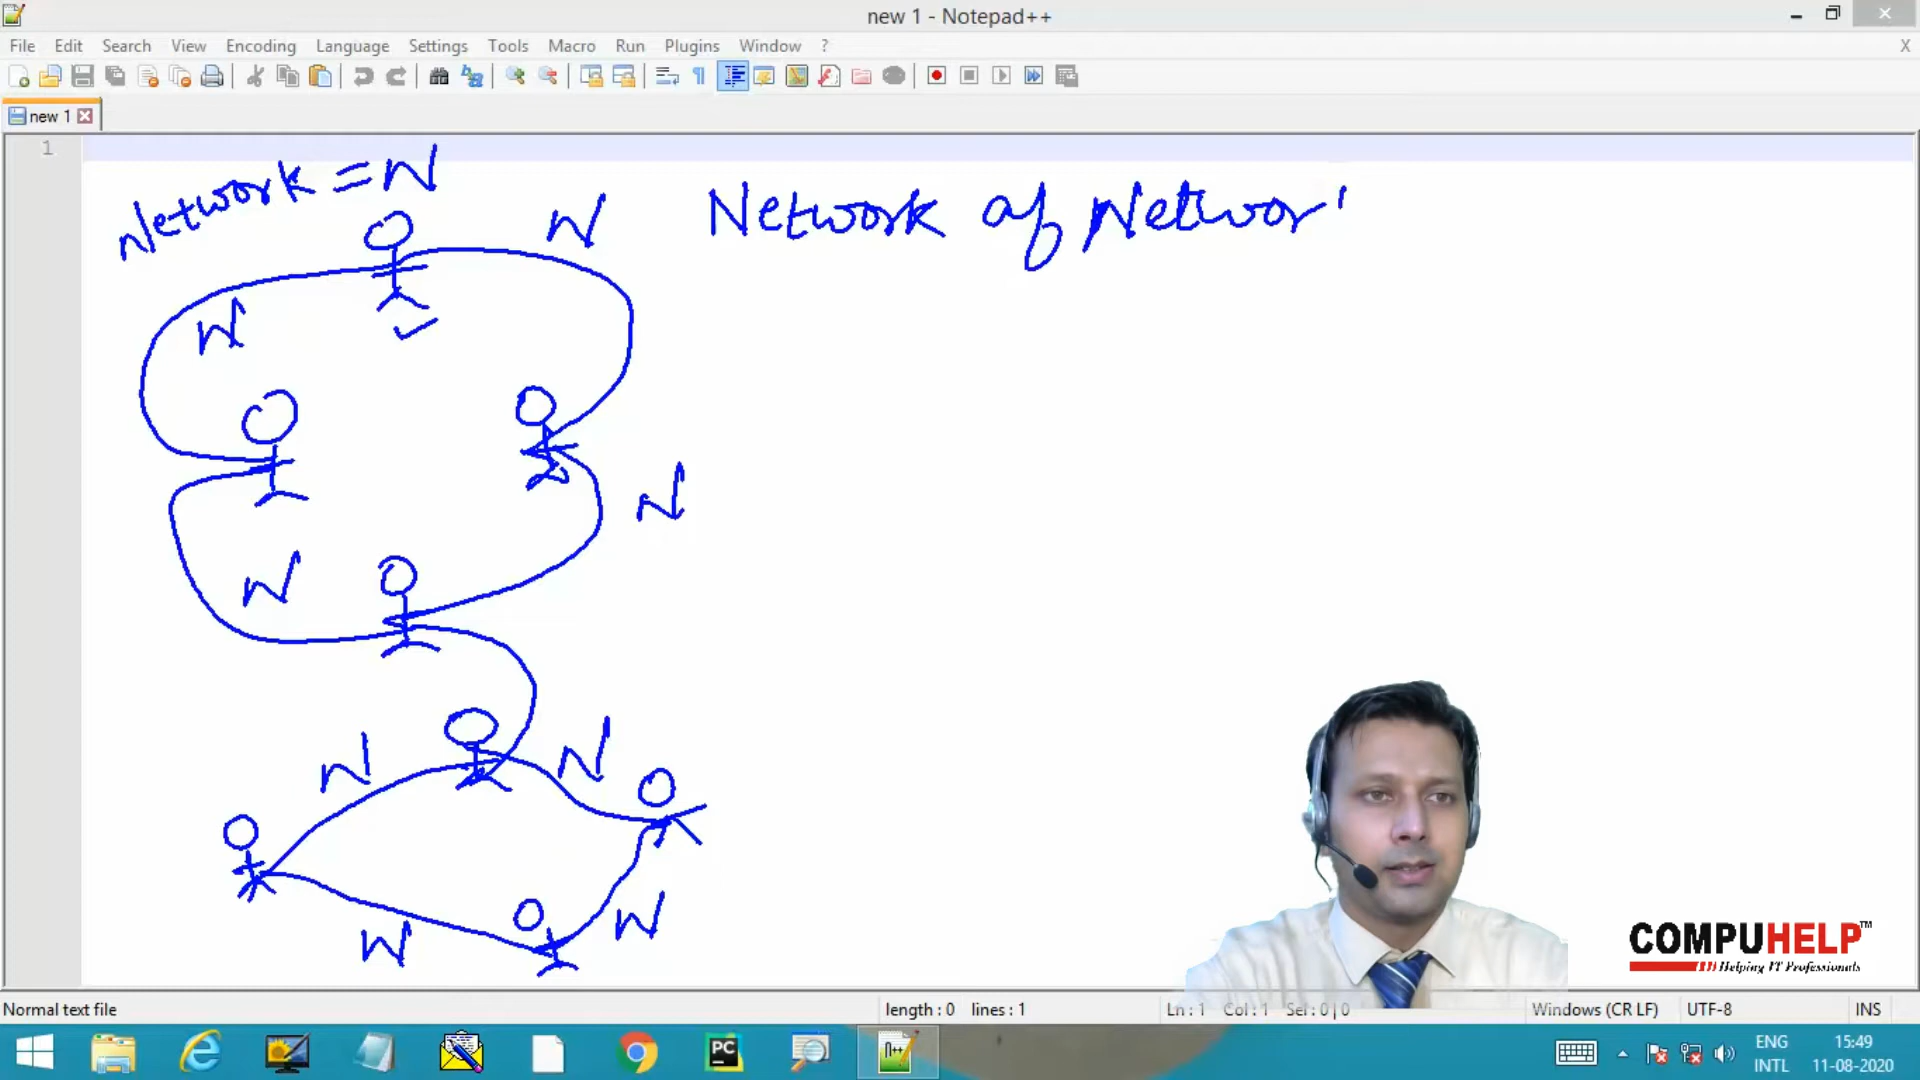 new 1 - Notepad++
File Edit Search View Encoding Language Settings Tools Macro Run Plugins Window ? X
new 1
1
Network = N
Network of Networ
N
N
N
N
N
N
N
N
COMPUHELP™
Helping IT Professionals
Normal text file length : 0 lines : 1 Ln : 1 Col : 1 Sel : 0 | 0 Windows (CR LF) UTF-8 INS
PC
n++
ENG 15:49
INTL 11-08-2020